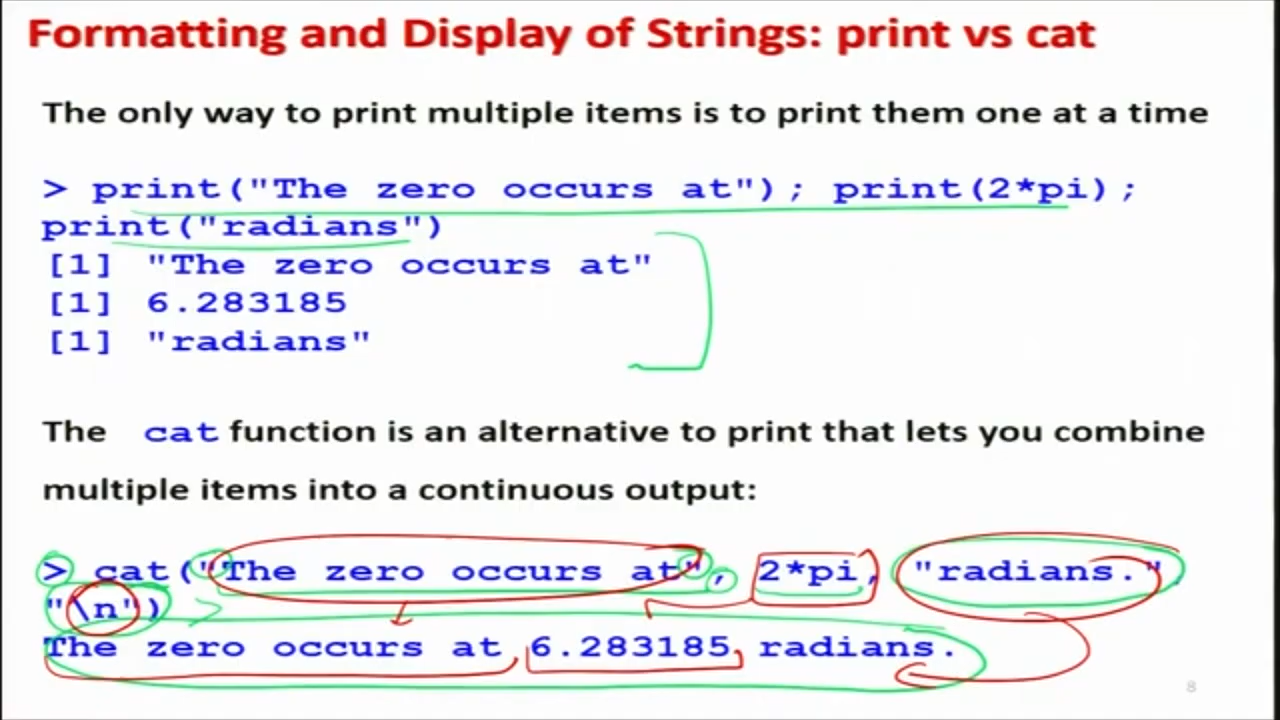 Formatting and Display of Strings: print vs cat
The only way to print multiple items is to print them one at a time
> print("The zero occurs at"); print(2*pi);
print("radians")
[1] "The zero occurs at"
[1] 6.283185
[1] "radians"
The cat function is an alternative to print that lets you combine
multiple items into a continuous output:
> cat("The zero occurs at", 2*pi, "radians.",
"\n")
The zero occurs at 6.283185 radians.
8